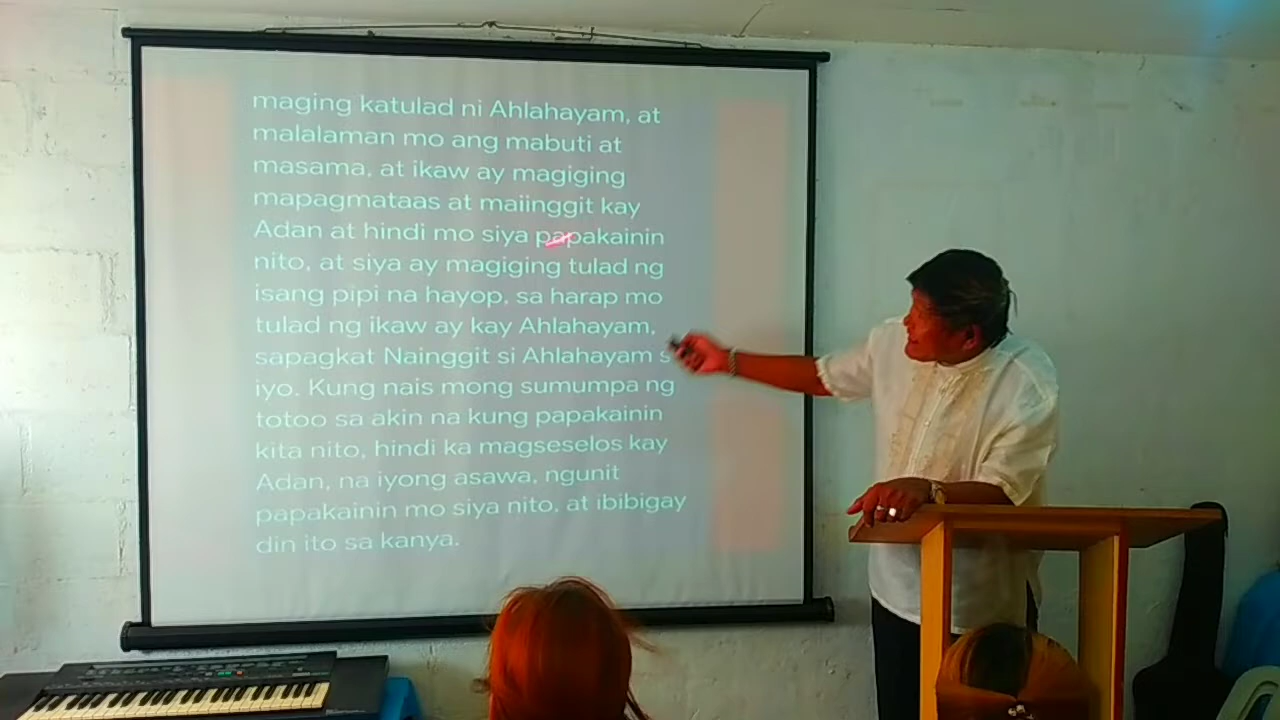 maging katulad ni Ahlahayam, at
malalaman mo ang mabuti at
masama, at ikaw ay magiging
mapagmataas at maiinggit kay
Adan at hindi mo siya papakainin
nito, at siya ay magiging tulad ng
isang pipi na hayop, sa harap mo
tulad ng ikaw ay kay Ahlahayam,
sapagkat Nainggit si Ahlahayam s
iyo. Kung nais mong sumumpa ng
totoo sa akin na kung papakainin
kita nito, hindi ka magseselos kay
Adan, na iyong asawa, ngunit
papakainin mo siya nito, at ibibigay
din ito sa kanya.